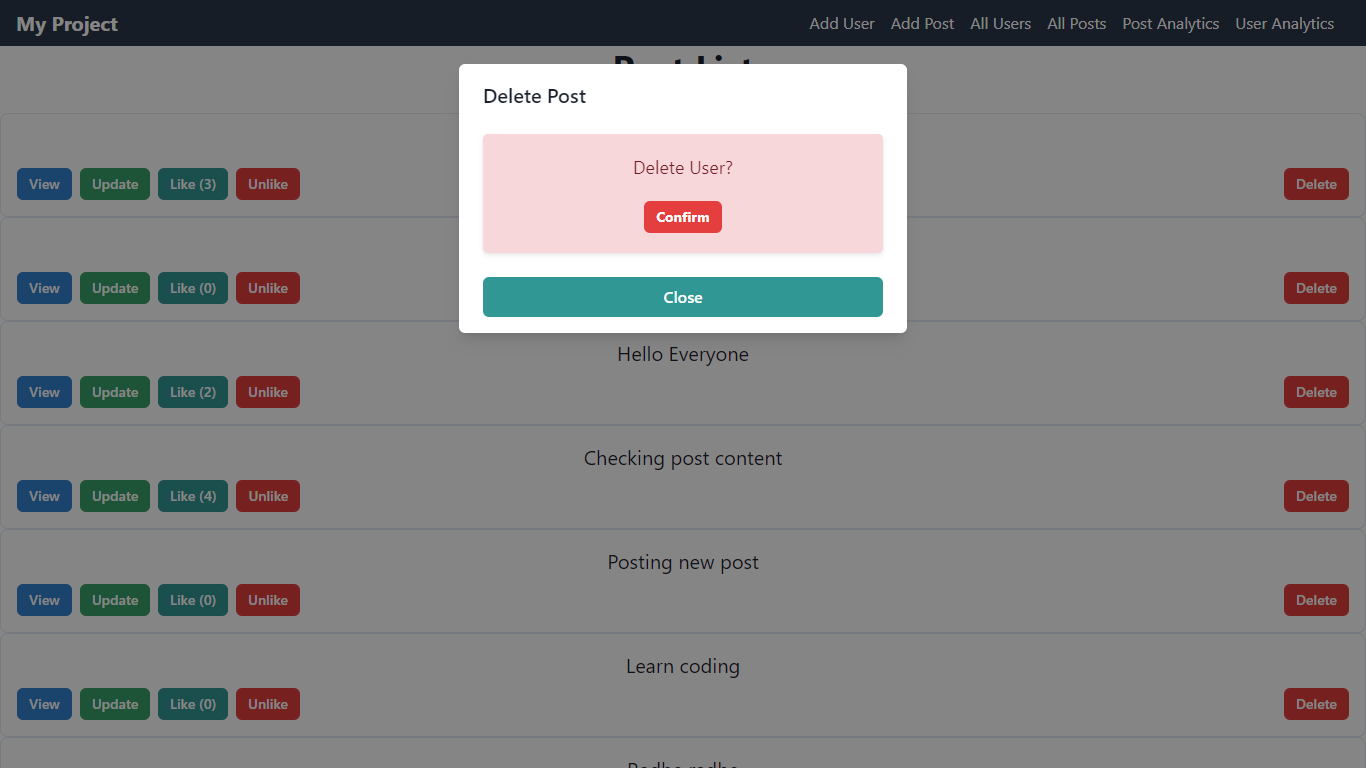 My Project
Add User Add Post All Users All Posts Post Analytics User Analytics
Delete Post
Delete User?
Confirm
Close
View Update Like (3) Unlike Delete
View Update Like (0) Unlike Delete
Hello Everyone
View Update Like (2) Unlike Delete
Checking post content
View Update Like (4) Unlike Delete
Posting new post
View Update Like (0) Unlike Delete
Learn coding
View Update Like (0) Unlike Delete